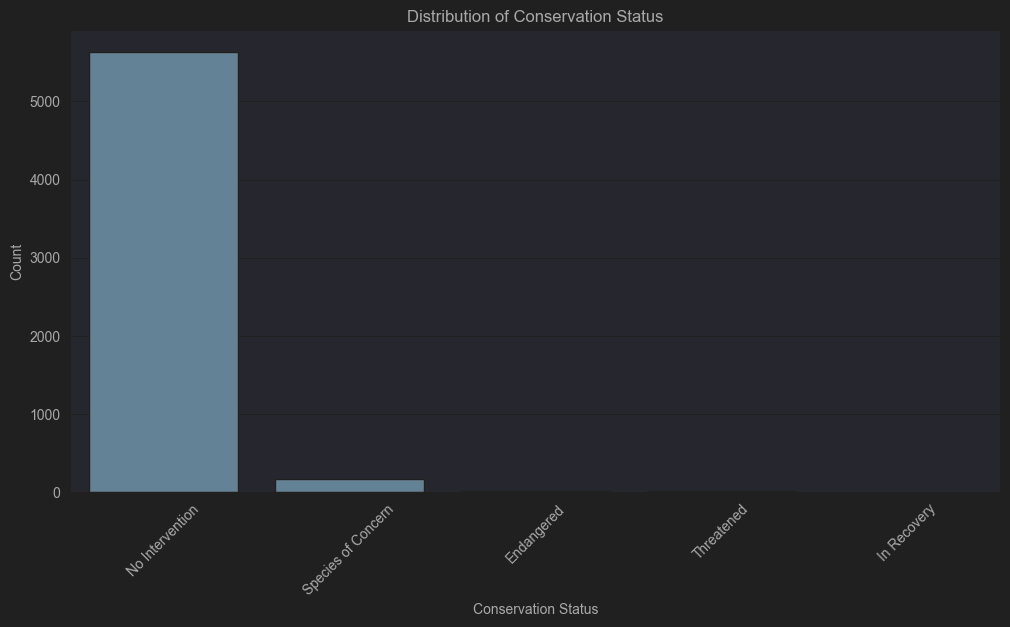 Distribution of Conservation Status
Count
5000
4000
3000
2000
1000
0
No Intervention
Species of Concern
Endangered
Threatened
In Recovery
Conservation Status